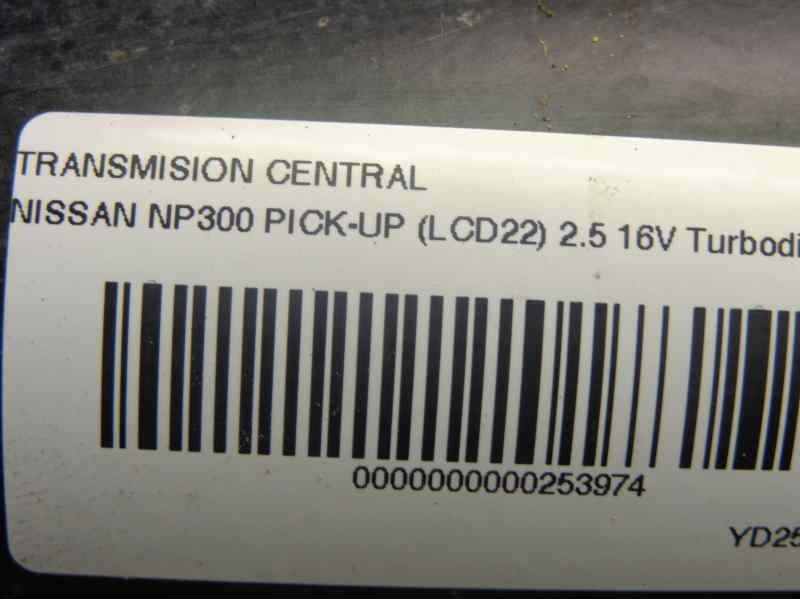 TRANSMISION CENTRAL
NISSAN NP300 PICK-UP (LCD22) 2.5 16V Turbodi
0000000000253974
YD25